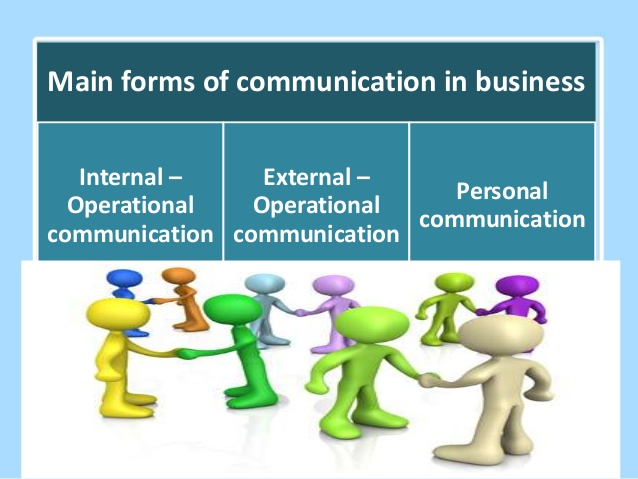 Main forms of communication in business
Internal –
Operational
communication
External –
Operational
communication
Personal
communication